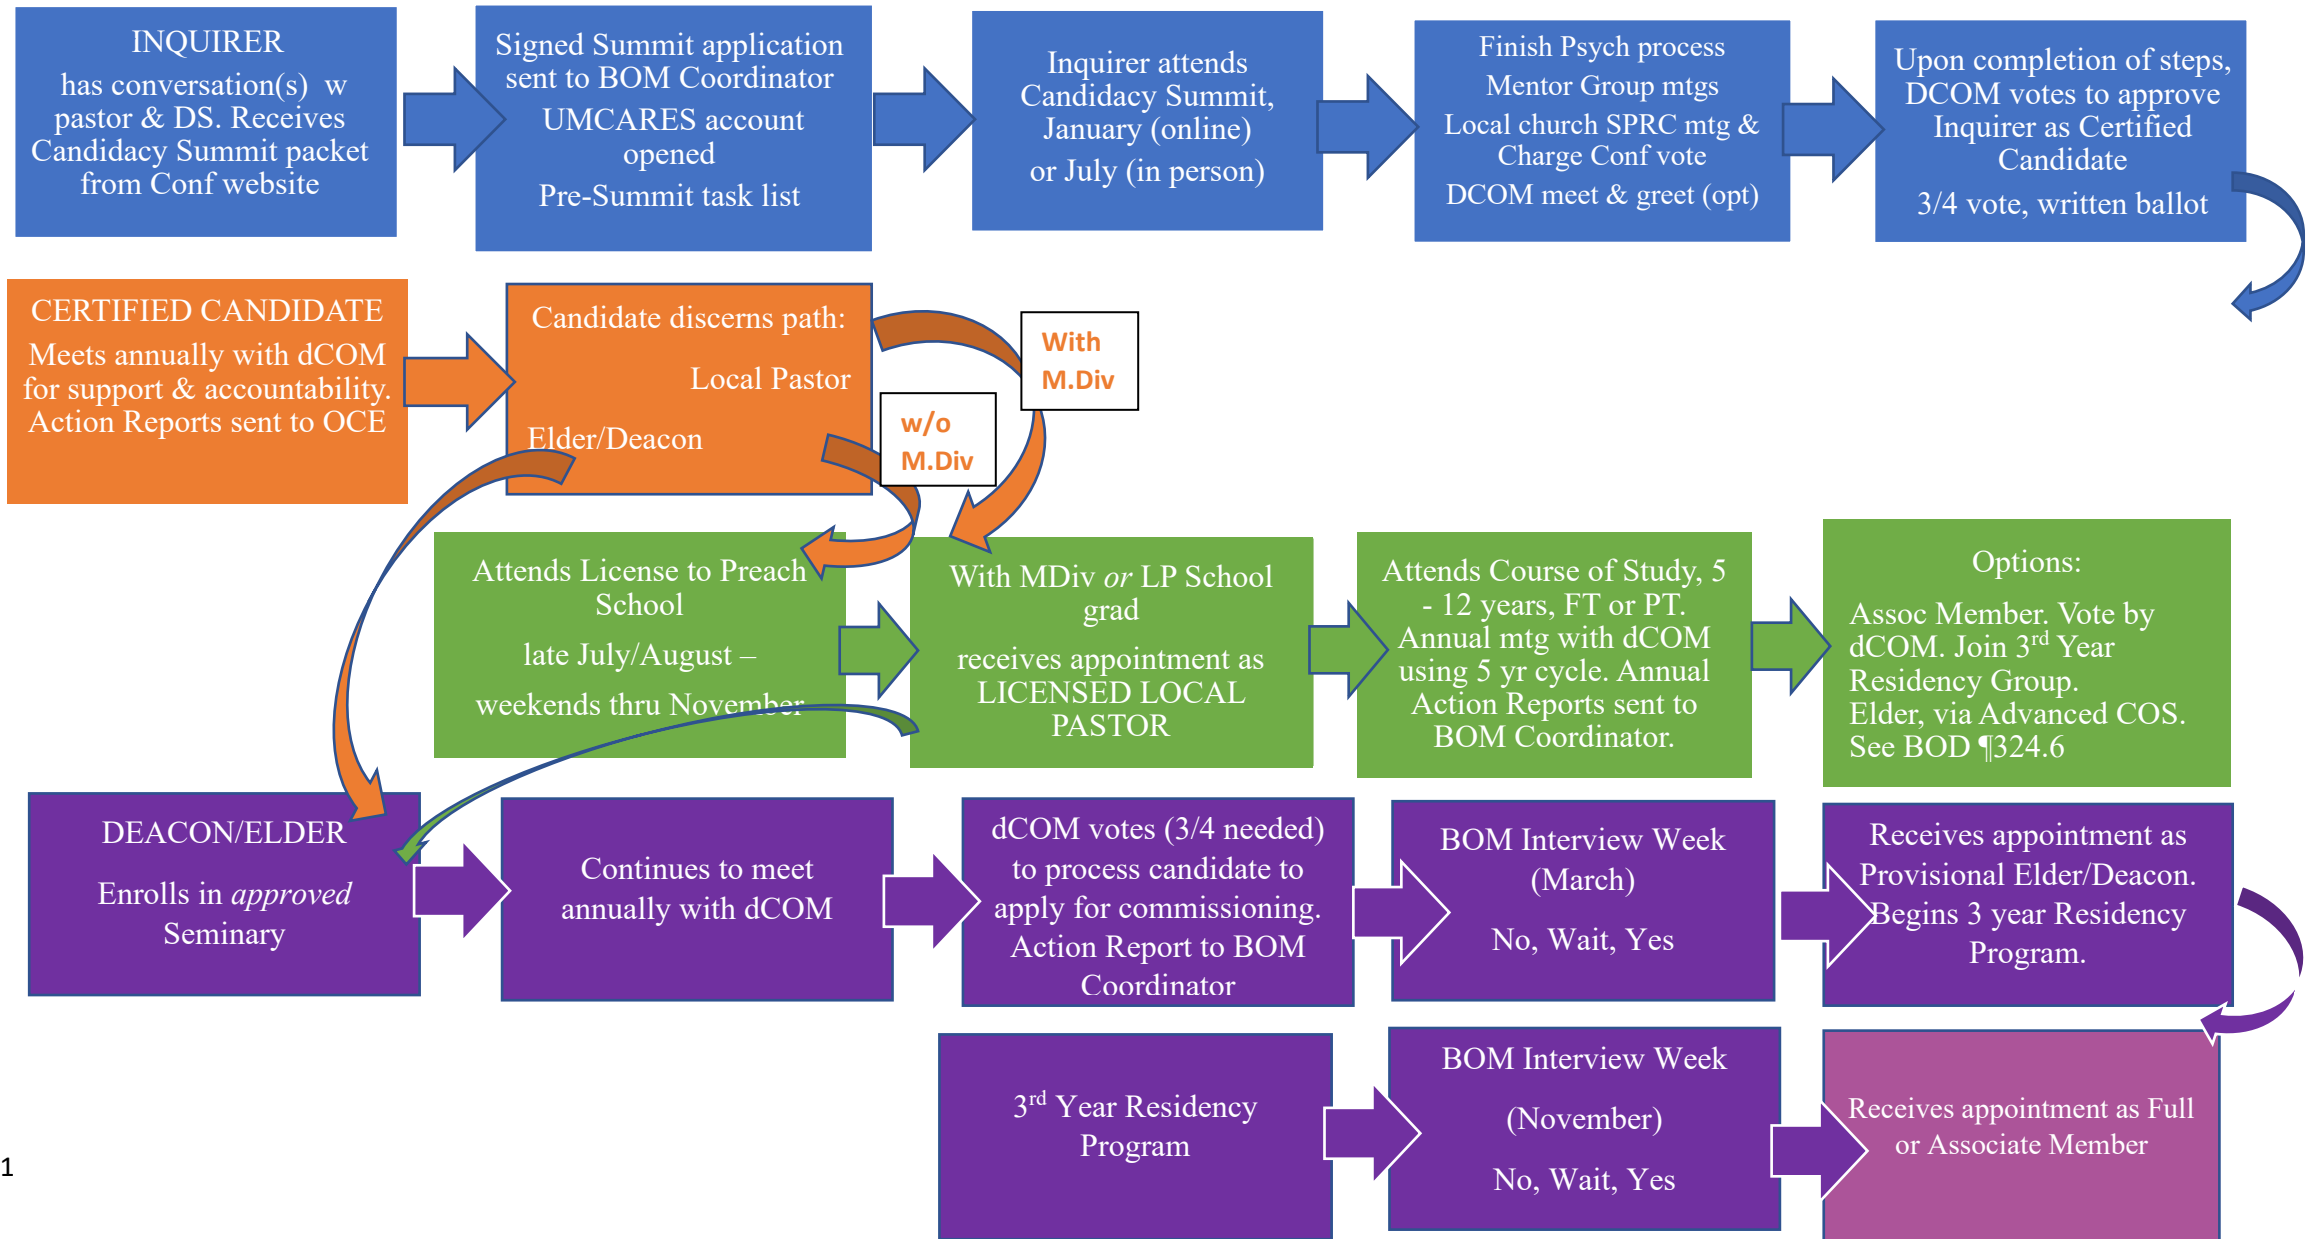 INQUIRER
has conversation(s) w
pastor & DS. Receives
Candidacy Summit packet
from Conf website
Signed Summit application
sent to BOM Coordinator
UMCARES account
opened
Pre-Summit task list
Inquirer attends
Candidacy Summit,
January (online)
or July (in person)
Finish Psych process
Mentor Group mtgs
Local church SPRC mtg &
Charge Conf vote
DCOM meet & greet (opt)
Upon completion of steps,
DCOM votes to approve
Inquirer as Certified
Candidate
3/4 vote, written ballot
CERTIFIED CANDIDATE
Meets annually with dCOM
for support & accountability.
Action Reports sent to OCE
Candidate discerns path:
Local Pastor
Elder/Deacon
With
M.Div
w/o
M.Div
Attends License to Preach
School
late July/August –
weekends thru November
With MDiv or LP School
grad
receives appointment as
LICENSED LOCAL
PASTOR
Attends Course of Study, 5
- 12 years, FT or PT.
Annual mtg with dCOM
using 5 yr cycle. Annual
Action Reports sent to
BOM Coordinator.
Options:
Assoc Member. Vote by
dCOM. Join 3rd Year
Residency Group.
Elder, via Advanced COS.
See BOD ¶324.6
DEACON/ELDER
Enrolls in approved
Seminary
Continues to meet
annually with dCOM
dCOM votes (3/4 needed)
to process candidate to
apply for commissioning.
Action Report to BOM
Coordinator
BOM Interview Week
(March)
No, Wait, Yes
Receives appointment as
Provisional Elder/Deacon.
Begins 3 year Residency
Program.
3rd Year Residency
Program
BOM Interview Week
(November)
No, Wait, Yes
Receives appointment as Full
or Associate Member
1